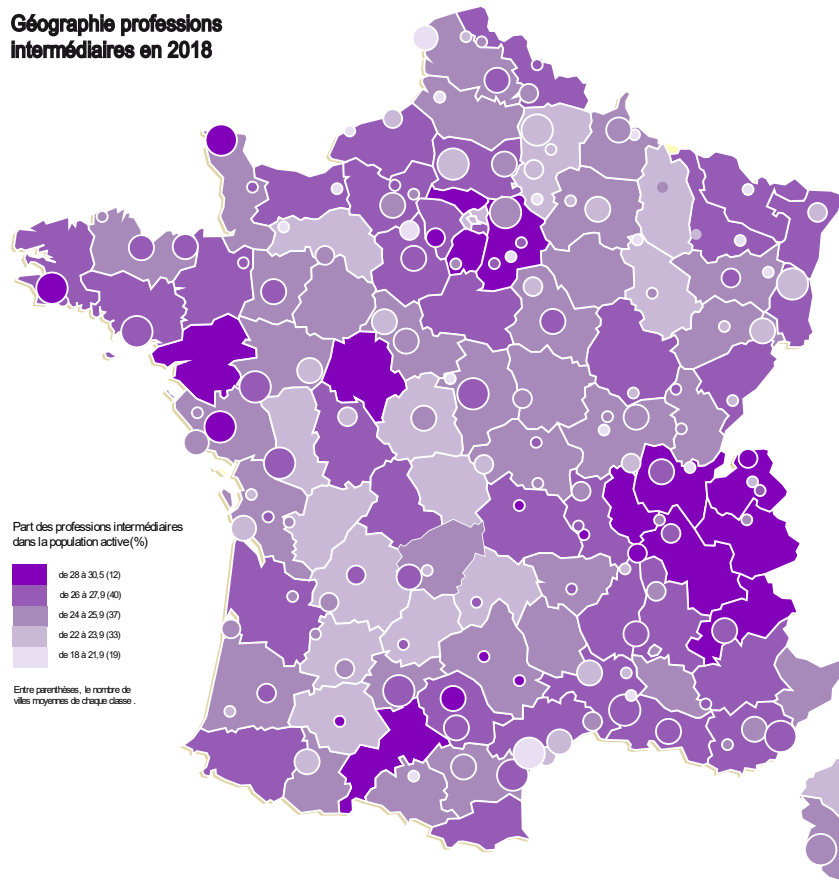 Géographie professions
intermédiaires en 2018
Part des professions intermédiaires
dans la population active(%)
de 28 à 30,5 (12)
de 26 à 27,9 (40)
de 24 à 25,9 (37)
de 22 à 23,9 (33)
de 18 à 21,9 (19)
Entre parenthèses, le nombre de
villes moyennes de chaque classe .